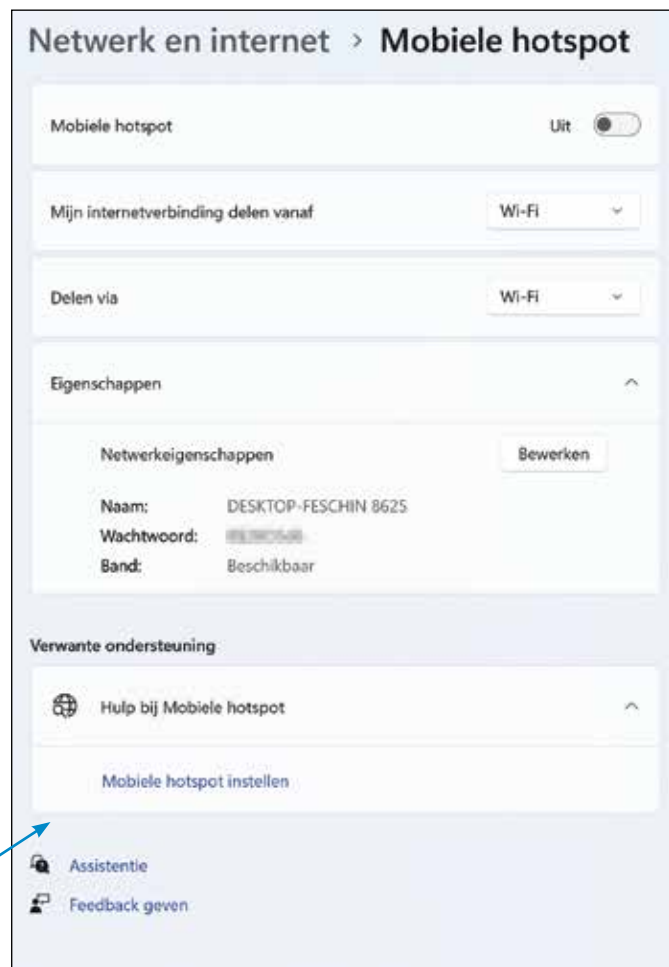 Netwerk en internet > Mobiele hotspot
Mobiele hotspot Uit
Mijn internetverbinding delen vanaf Wi-Fi
Delen via Wi-Fi
Eigenschappen
Netwerkeigenschappen Bewerken
Naam: DESKTOP-FESCHIN 8625
Wachtwoord:
Band: Beschikbaar
Verwante ondersteuning
Hulp bij Mobiele hotspot
Mobiele hotspot instellen
Assistentie
Feedback geven